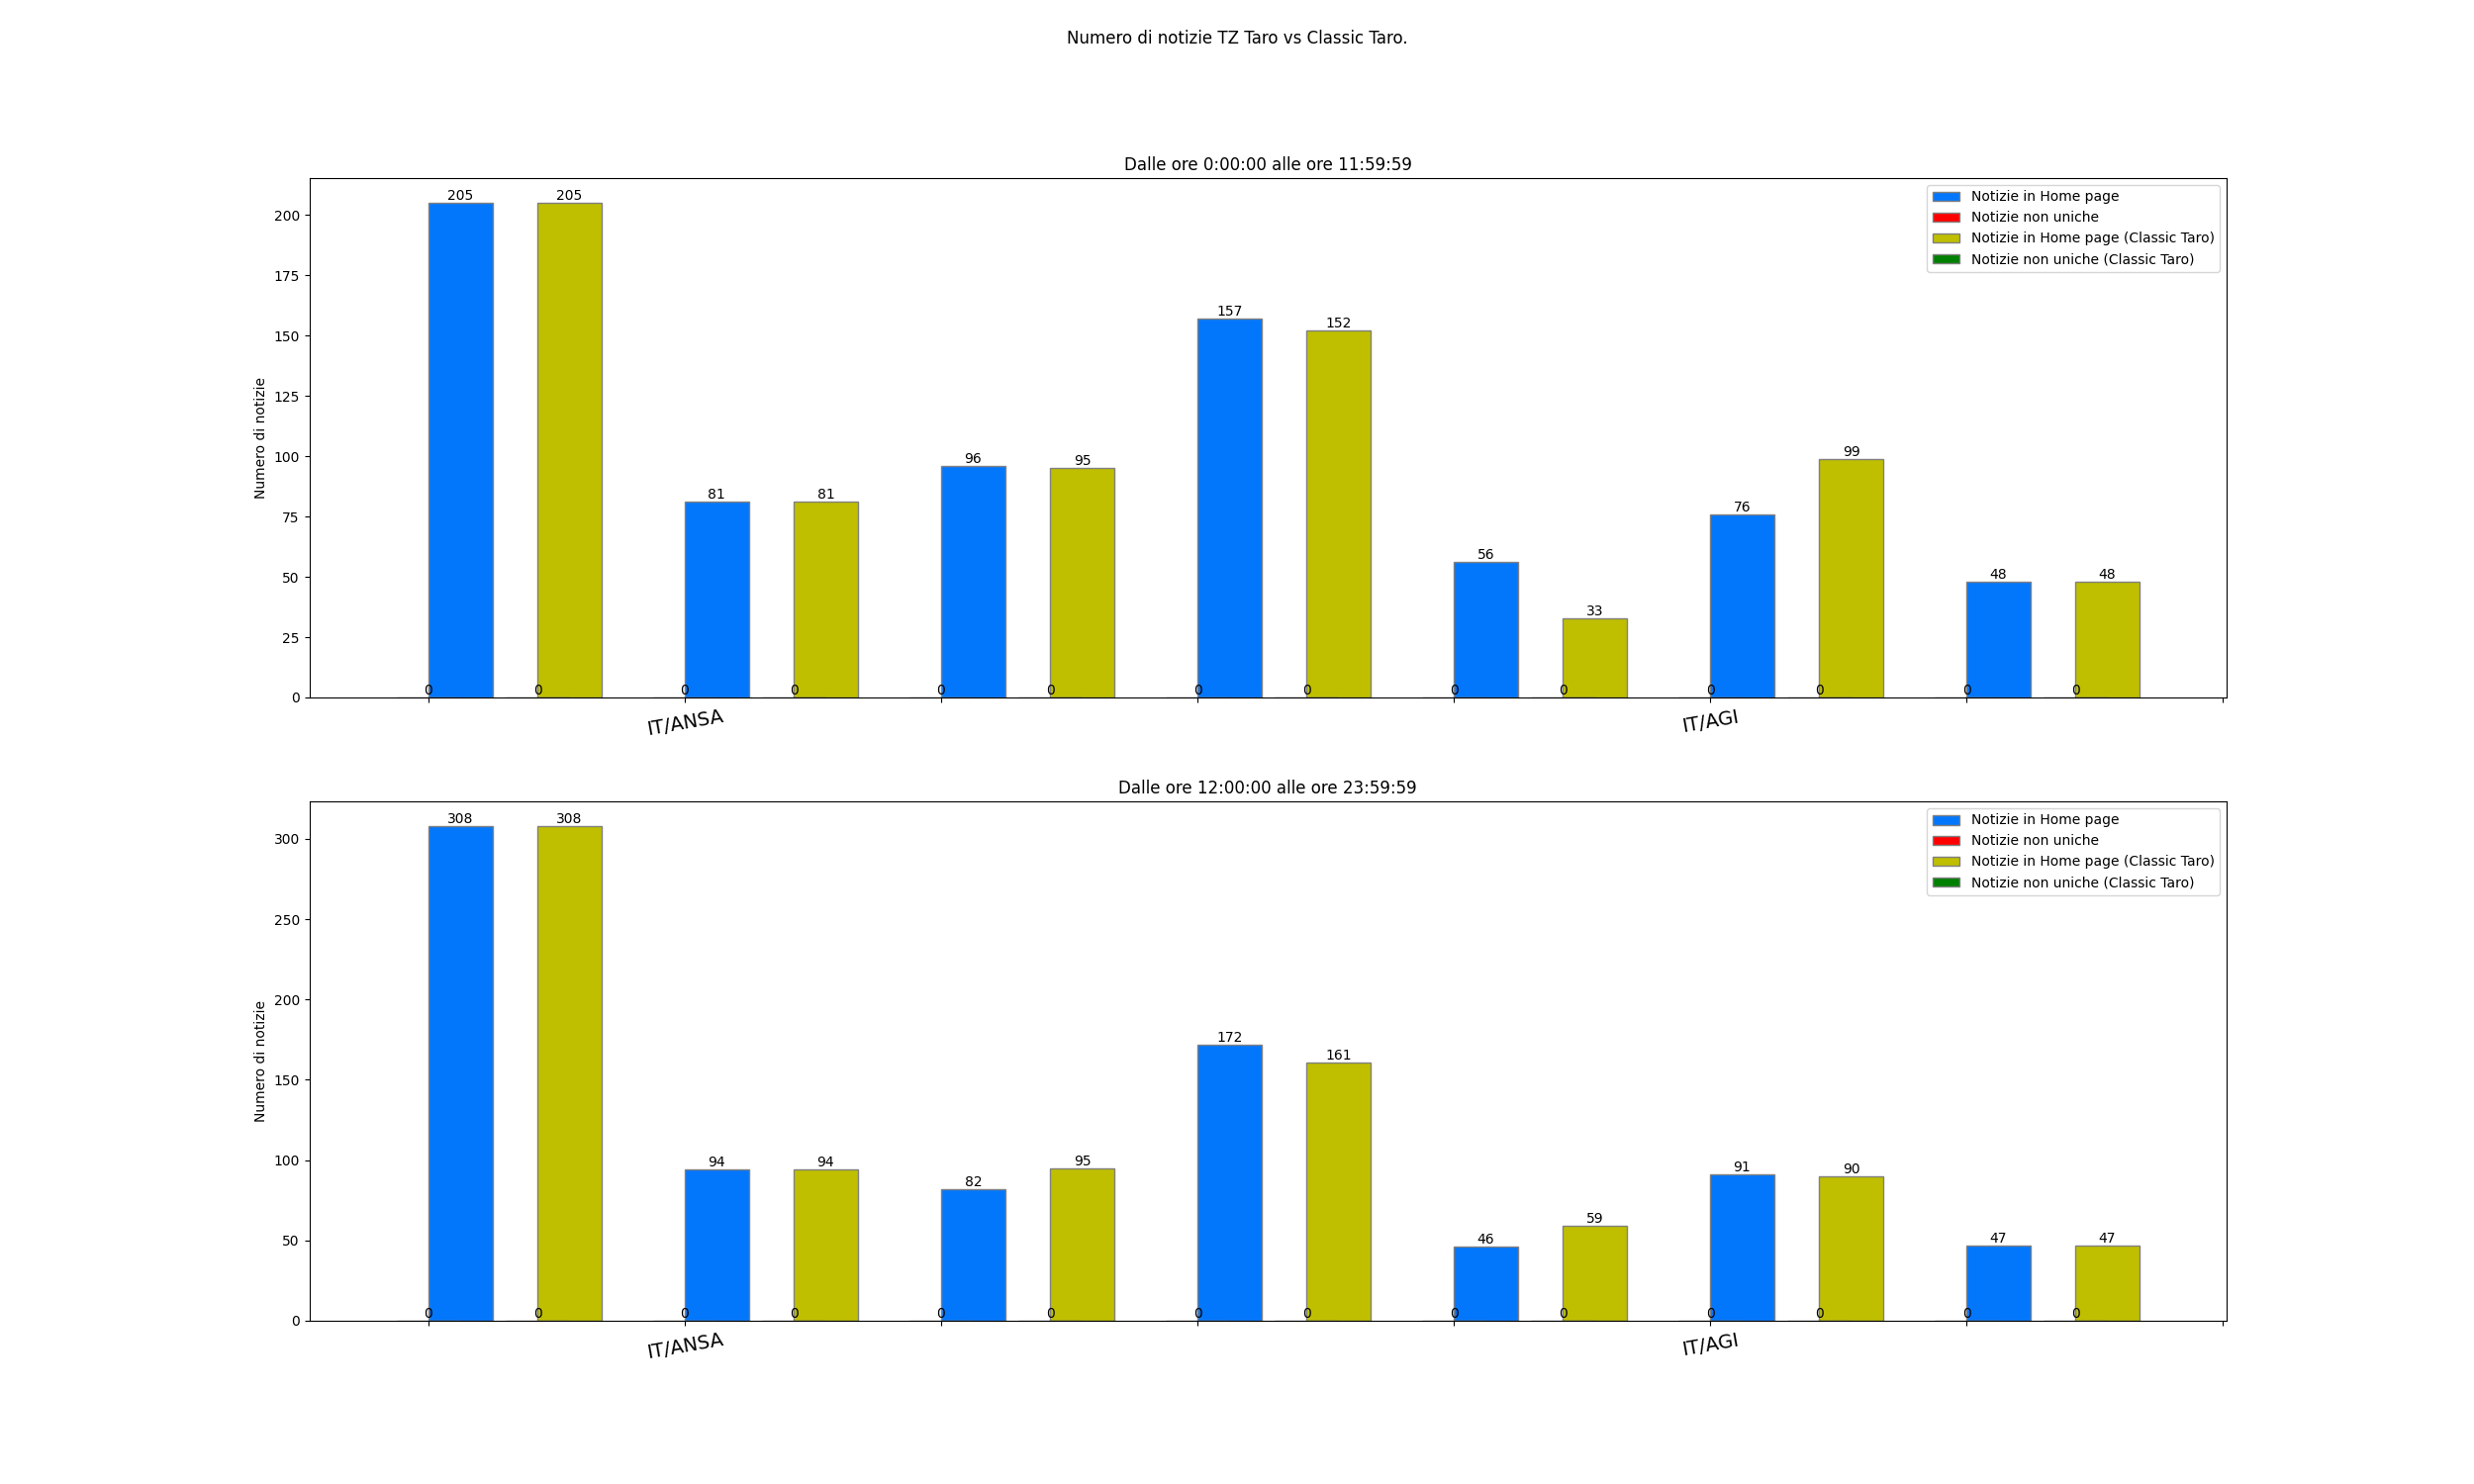 Numero di notizie TZ Taro vs Classic Taro.
Dalle ore 0:00:00 alle ore 11:59:59
Numero di notizie
200
175
150
125
100
75
50
25
0
205 205
81 81
96 95
157 152
56 33
76 99
48 48
0 0 0 0 0 0 0 0 0 0 0 0 0 0
IT/ANSA
IT/AGI
Notizie in Home page
Notizie non uniche
Notizie in Home page (Classic Taro)
Notizie non uniche (Classic Taro)
Dalle ore 12:00:00 alle ore 23:59:59
Numero di notizie
300
250
200
150
100
50
0
308 308
94 94
82 95
172 161
46 59
91 90
47 47
0 0 0 0 0 0 0 0 0 0 0 0 0 0
IT/ANSA
IT/AGI
Notizie in Home page
Notizie non uniche
Notizie in Home page (Classic Taro)
Notizie non uniche (Classic Taro)